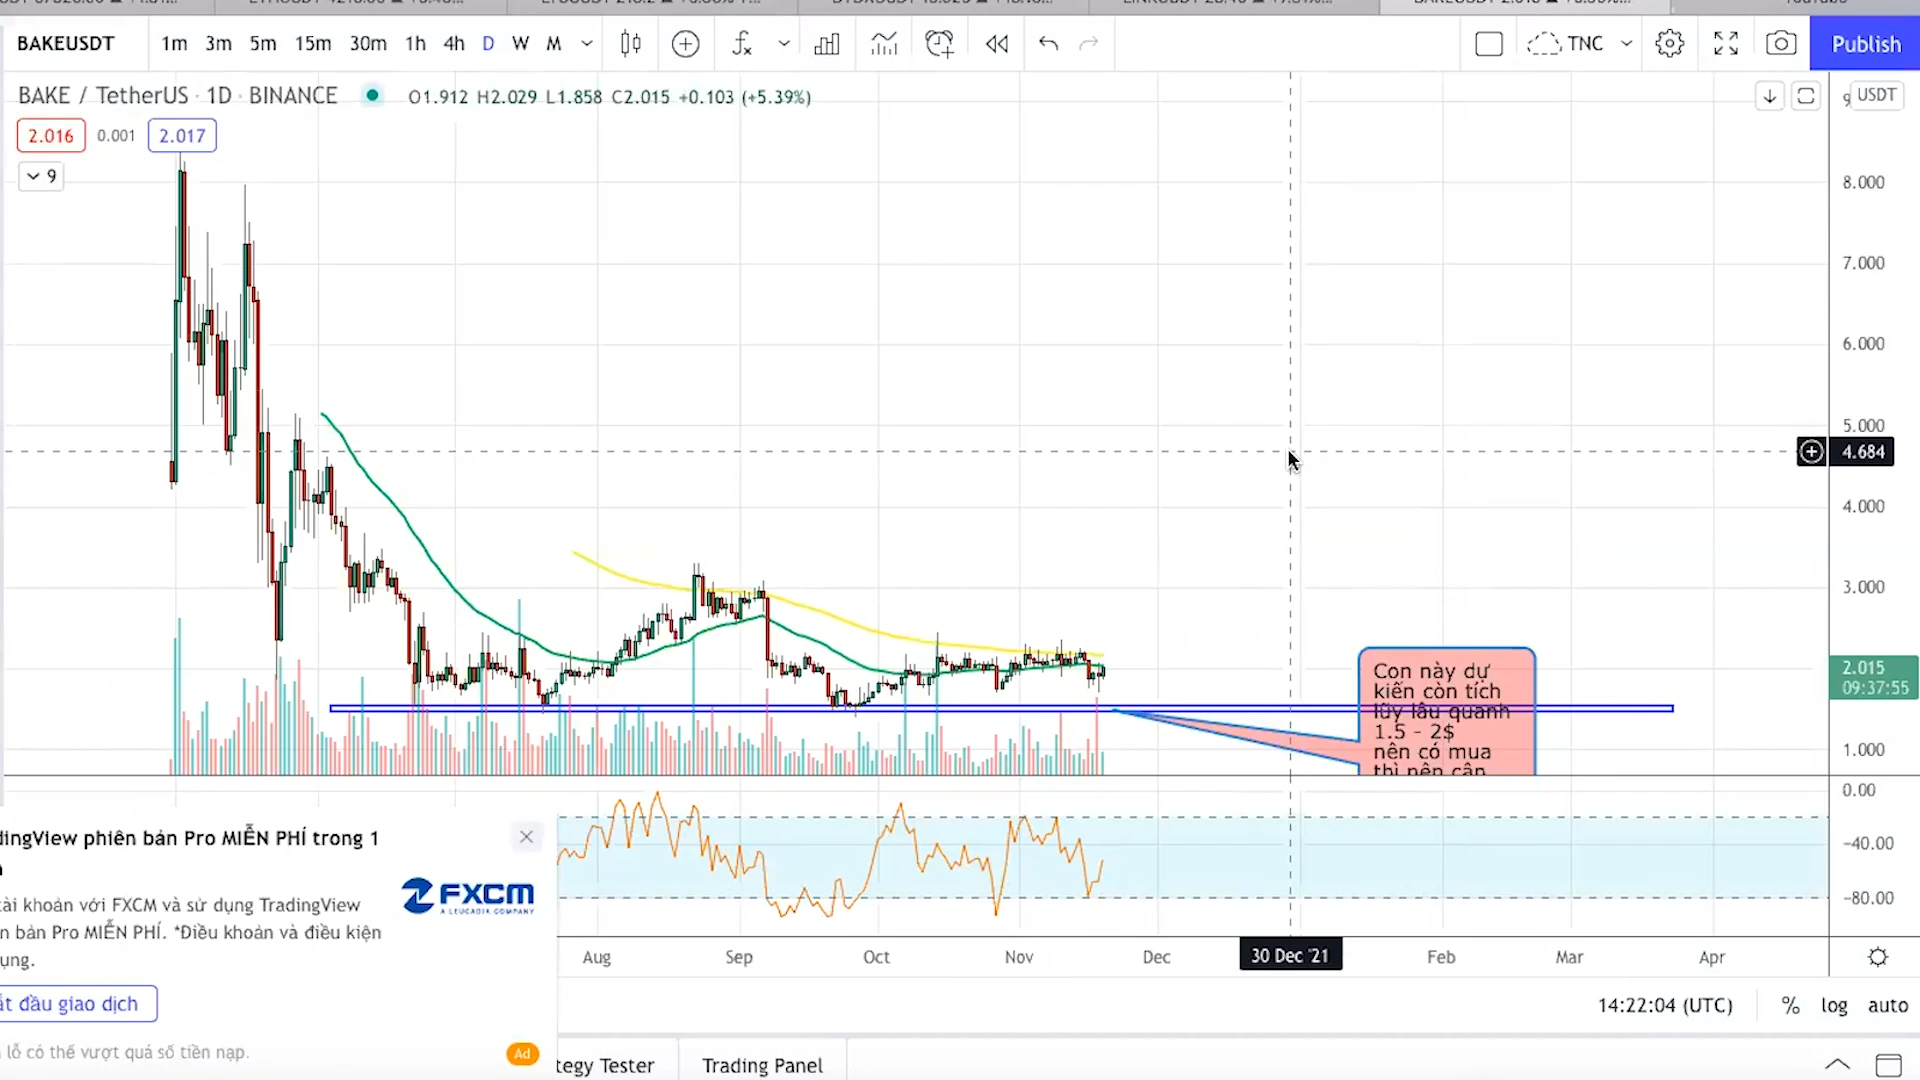 BAKEUSDT 1m 3m 5m 15m 30m 1h 4h D W M TNC Publish
BAKE / TetherUS · 1D · BINANCE O1.912 H2.029 L1.858 C2.015 +0.103 (+5.39%)
USDT
2.016 0.001 2.017
9
8.000
7.000
6.000
5.000
4.684
4.000
3.000
2.015
09:37:55
1.000
Con này dự
kiến còn tích
lũy lâu quanh
1.5 - 2$
nên có mua
thì nên cân
0.00
−40.00
−80.00
dingView phiên bản Pro MIỄN PHÍ trong 1
FXCM
A LEUCADIA COMPANY
tài khoản với FXCM và sử dụng TradingView
n bản Pro MIỄN PHÍ. *Điều khoản và điều kiện
ụng.
ắt đầu giao dịch
lỗ có thể vượt quá số tiền nạp.
Ad
Aug Sep Oct Nov Dec 30 Dec '21 Feb Mar Apr
14:22:04 (UTC) % log auto
tegy Tester Trading Panel